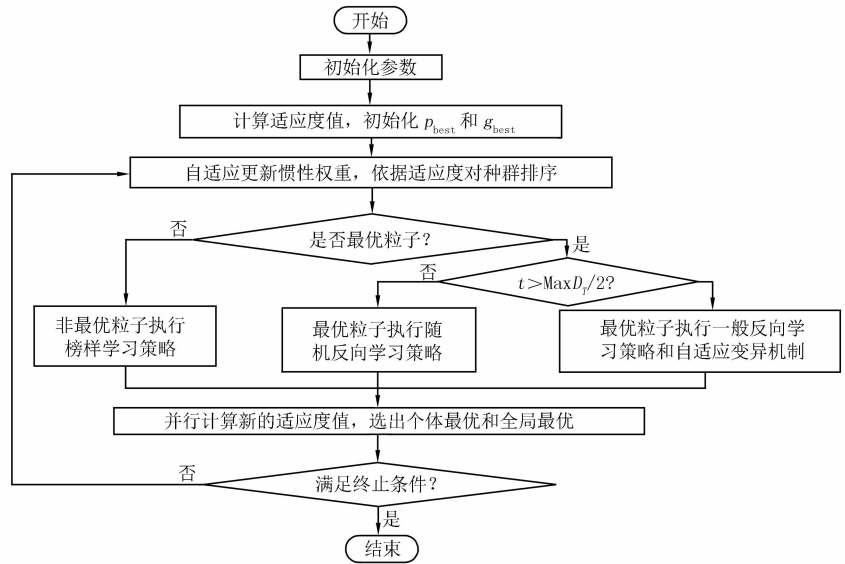 开始
初始化参数
计算适应度值，初始化 pbest 和 gbest
自适应更新惯性权重，依据适应度对种群排序
否
是否最优粒子？
是
否
t＞MaxDT/2?
非最优粒子执行
榜样学习策略
最优粒子执行随
机反向学习策略
最优粒子执行一般反向学
习策略和自适应变异机制
并行计算新的适应度值，选出个体最优和全局最优
否
满足终止条件？
是
结束